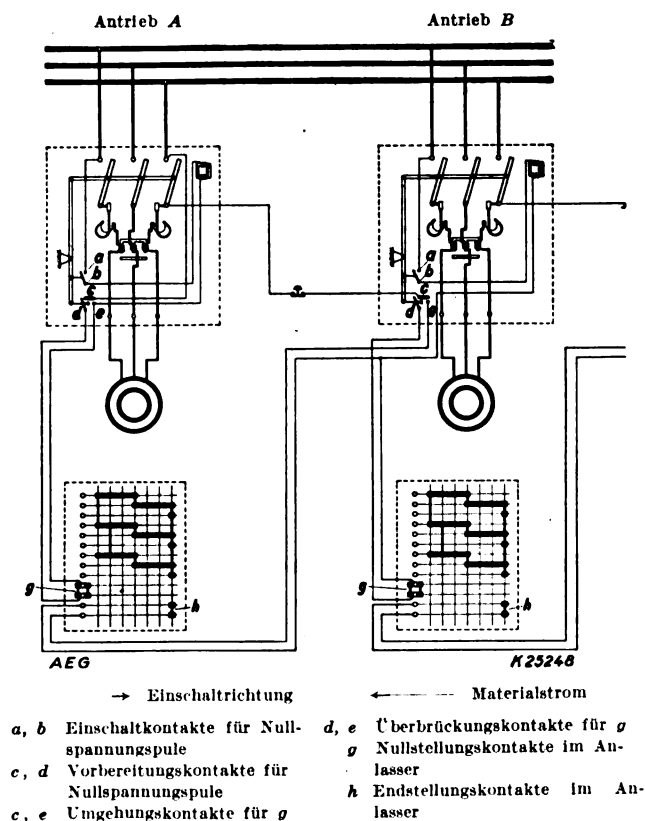 Antrieb A
Antrieb B
a
b
c
d
e
a
b
c
d
e
g
h
g
h
AEG
K 25248
→ Einschaltrichtung
← Materialstrom
a, b Einschaltkontakte für Null-
spannungspule
c, d Vorbereitungskontakte für
Nullspannungspule
c, e Umgehungskontakte für g
d, e Überbrückungskontakte für g
g Nullstellungskontakte im An-
lasser
h Endstellungskontakte im An-
lasser